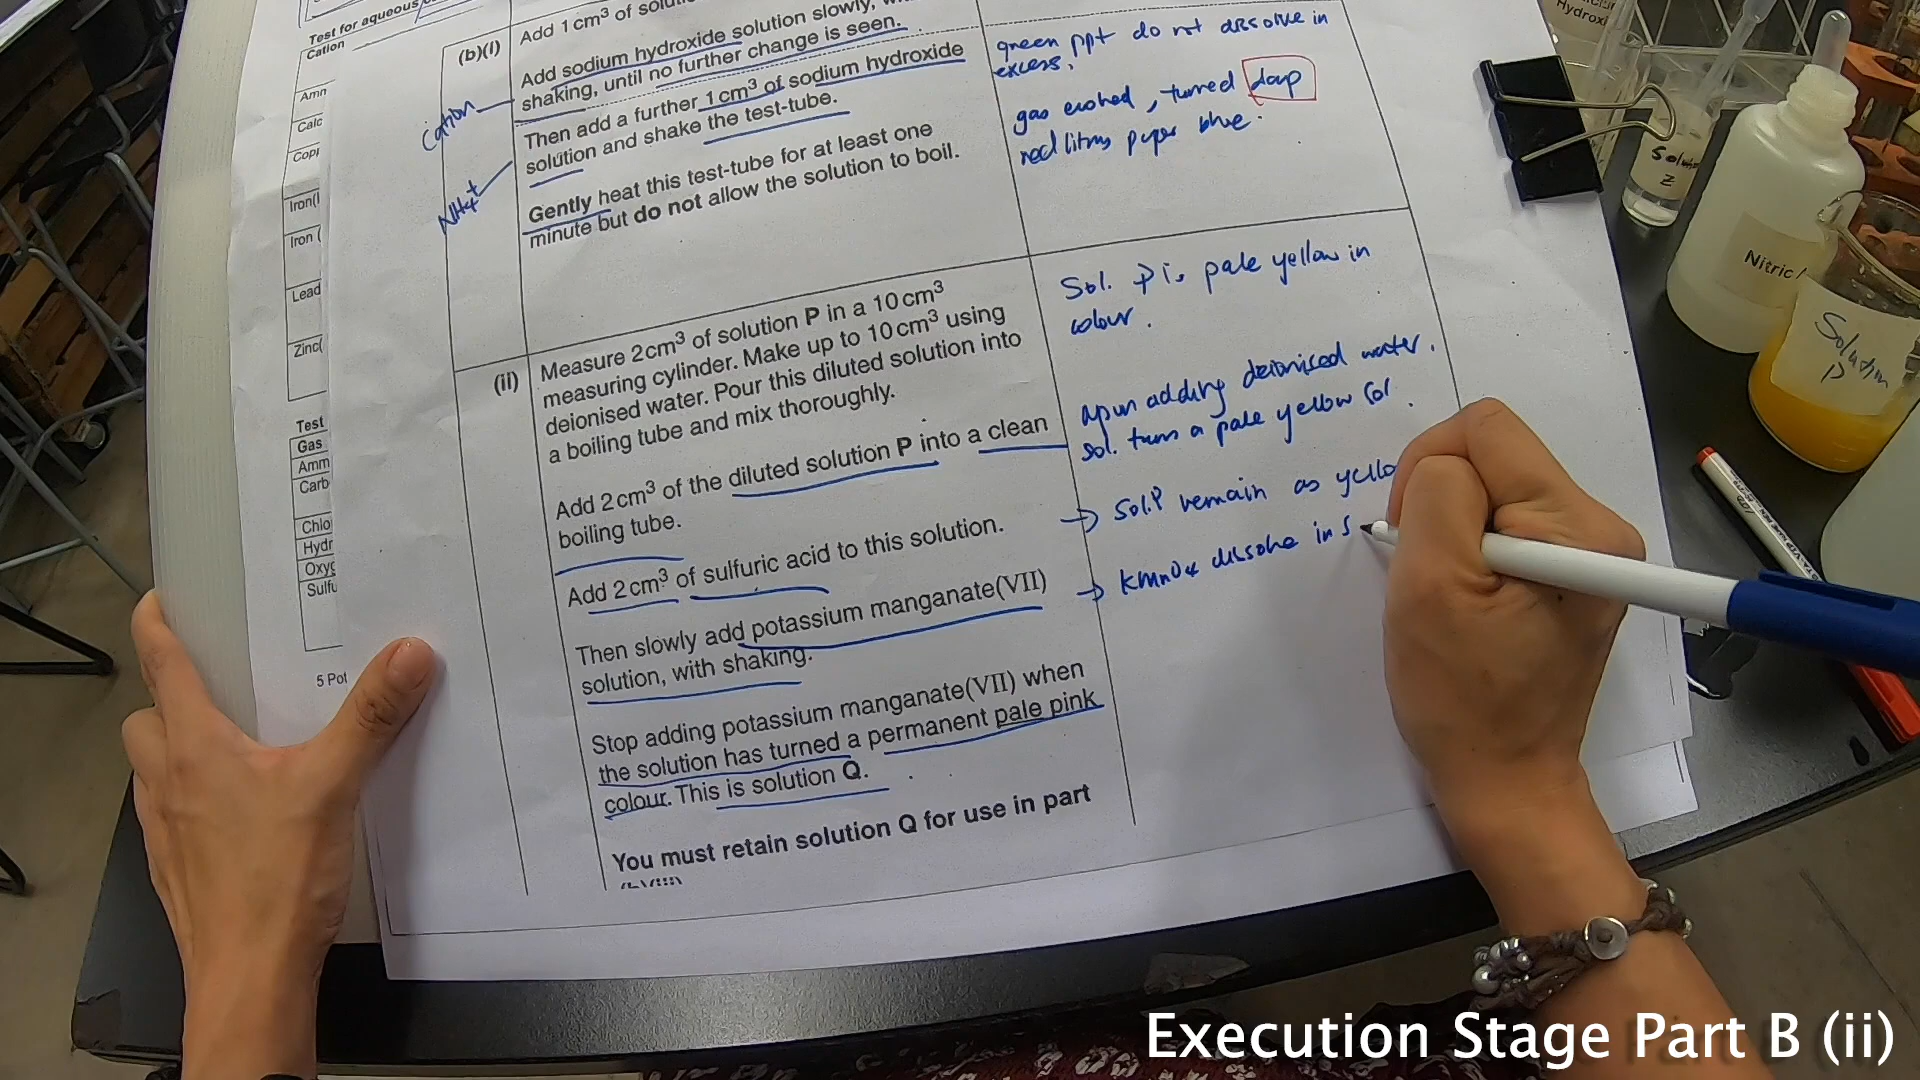 Test for aqueous
Cation
Amn
Calc
Copp
Iron(I
Iron (
Lead
Zinc(
Test
Gas
Amm
Carb
Chlo
Hydr
Oxyg
Sulfu
5 Pot
(b)(i)
Add 1 cm³ of
Add sodium hydroxide solution slowly,
shaking, until no further change is seen.
Then add a further 1 cm³ of sodium hydroxide
solution and shake the test-tube.
Gently heat this test-tube for at least one
minute but do not allow the solution to boil.
Cation
NH4+
green ppt do not dissolve in
excess.
gas evolved, turned damp
red litmus paper blue.
(ii)
Measure 2 cm³ of solution P in a 10 cm³
measuring cylinder. Make up to 10 cm³ using
deionised water. Pour this diluted solution into
a boiling tube and mix thoroughly.
Add 2 cm³ of the diluted solution P into a clean
boiling tube.
Add 2 cm³ of sulfuric acid to this solution.
Then slowly add potassium manganate(VII)
solution, with shaking.
Stop adding potassium manganate(VII) when
the solution has turned a permanent pale pink
colour. This is solution Q.
You must retain solution Q for use in part
Sol. P is pale yellow in
colour.
upon adding deionised water.
sol. turn a pale yellow sol.
→ Sol.P remain as yello
→ KMnO4 dissolve in s
Solution
Z
Nitric
Solution
P
Execution Stage Part B (ii)